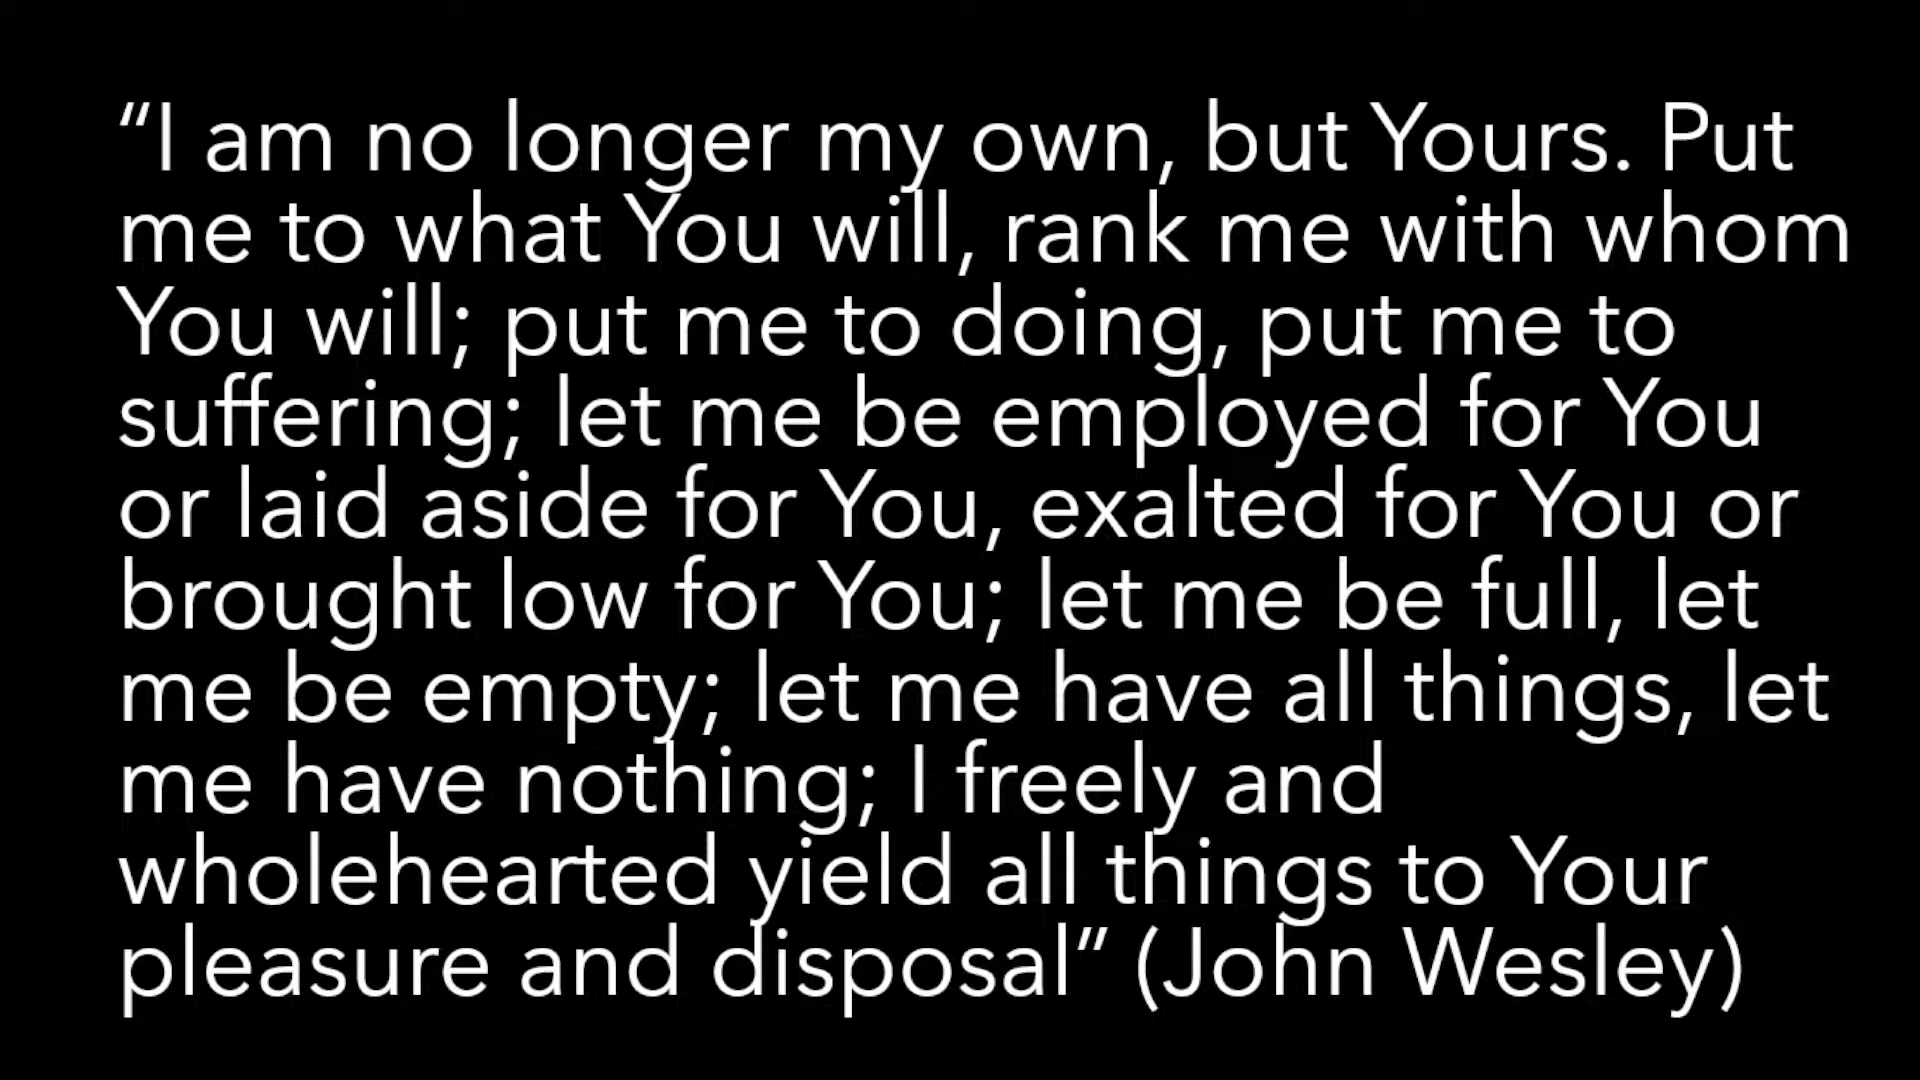 “I am no longer my own, but Yours. Put
me to what You will, rank me with whom
You will; put me to doing, put me to
suffering; let me be employed for You
or laid aside for You, exalted for You or
brought low for You; let me be full, let
me be empty; let me have all things, let
me have nothing; I freely and
wholehearted yield all things to Your
pleasure and disposal” (John Wesley)